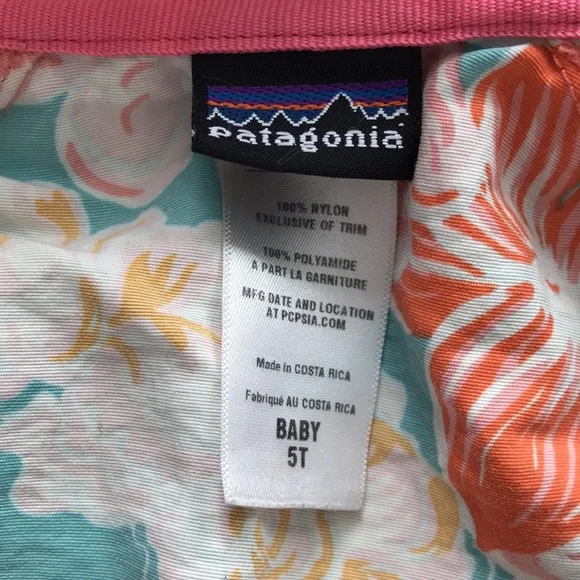 patagonia
100% NYLON
EXCLUSIVE OF TRIM
100% POLYAMIDE
A PART LA GARNITURE
MFG DATE AND LOCATION
AT PCPSIA.COM
Made in COSTA RICA
Fabriqué AU COSTA RICA
BABY
5T